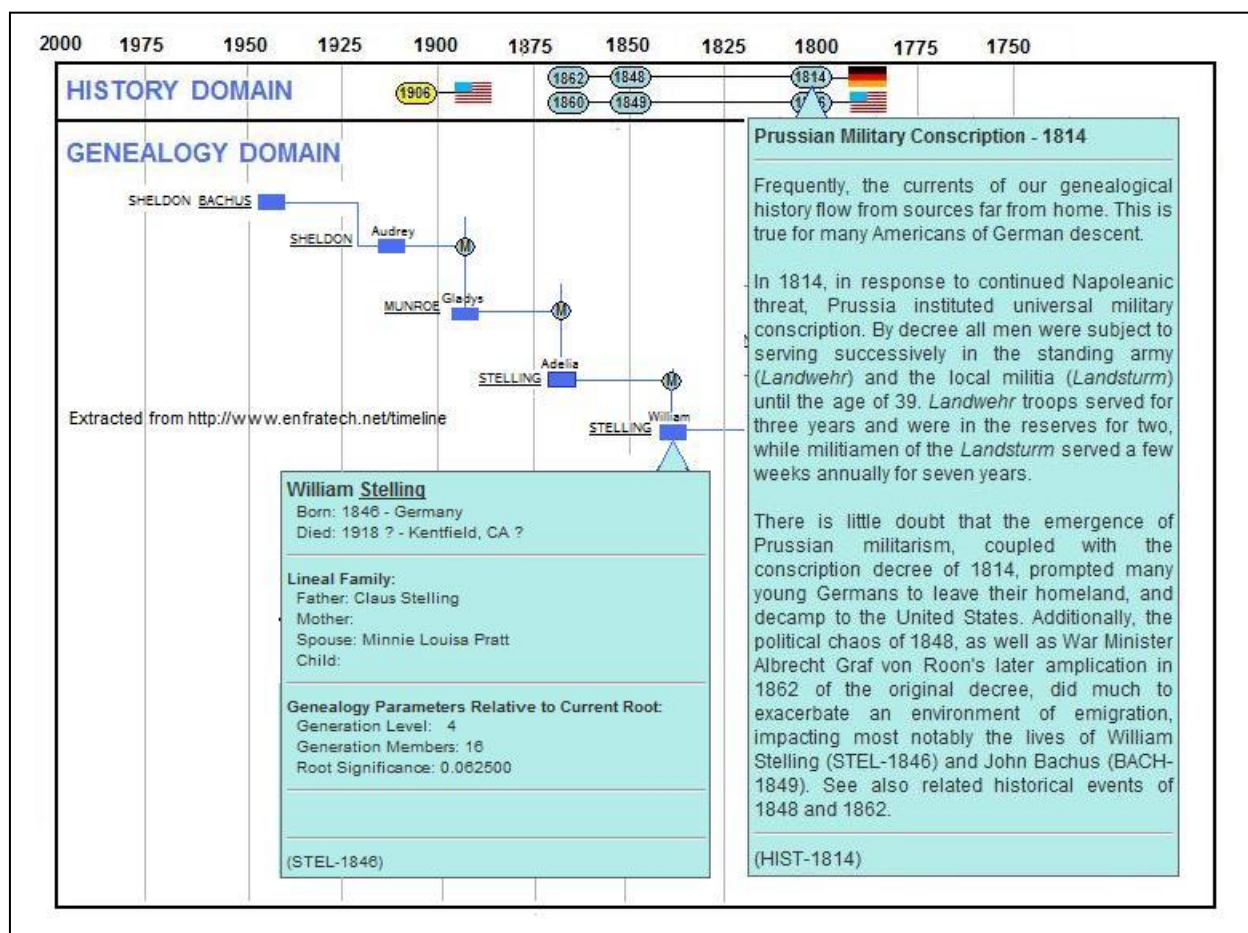 2000 1975 1950 1925 1900 1875 1850 1825 1800 1775 1750
HISTORY DOMAIN
1906
1862 1848 1814
1860 1849
GENEALOGY DOMAIN
SHELDON BACHUS
SHELDON Audrey M
MUNROE Gladys M
STELLING Adelia M
STELLING William
Extracted from http://www.enfratech.net/timeline
William Stelling
Born: 1846 - Germany
Died: 1918 ? - Kentfield, CA ?
Lineal Family:
Father: Claus Stelling
Mother:
Spouse: Minnie Louisa Pratt
Child:
Genealogy Parameters Relative to Current Root:
Generation Level: 4
Generation Members: 16
Root Significance: 0.062500
(STEL-1846)
Prussian Military Conscription - 1814
Frequently, the currents of our genealogical
history flow from sources far from home. This is
true for many Americans of German descent.
In 1814, in response to continued Napoleanic
threat, Prussia instituted universal military
conscription. By decree all men were subject to
serving successively in the standing army
(Landwehr) and the local militia (Landsturm)
until the age of 39. Landwehr troops served for
three years and were in the reserves for two,
while militiamen of the Landsturm served a few
weeks annually for seven years.
There is little doubt that the emergence of
Prussian militarism, coupled with the
conscription decree of 1814, prompted many
young Germans to leave their homeland, and
decamp to the United States. Additionally, the
political chaos of 1848, as well as War Minister
Albrecht Graf von Roon's later amplication in
1862 of the original decree, did much to
exacerbate an environment of emigration,
impacting most notably the lives of William
Stelling (STEL-1846) and John Bachus (BACH-
1849). See also related historical events of
1848 and 1862.
(HIST-1814)